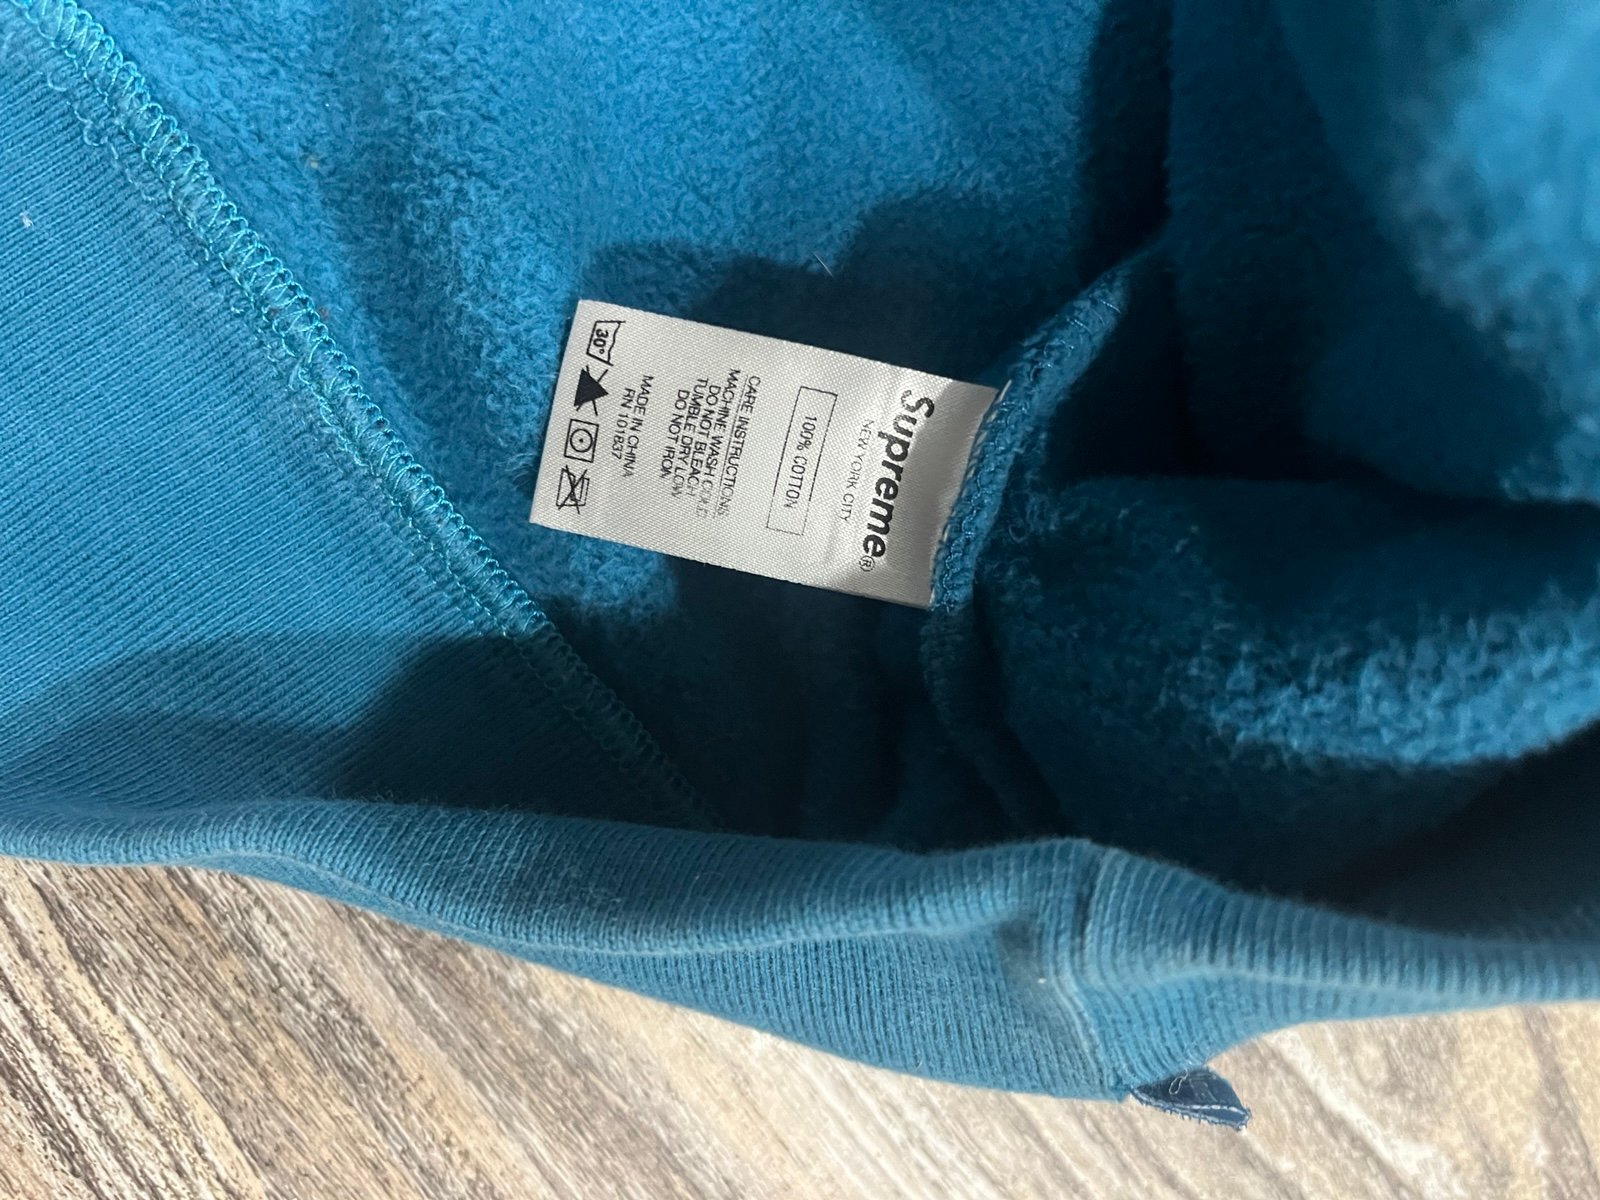 Supreme®
NEW YORK CITY
100% COTTON
CARE INSTRUCTIONS
MACHINE WASH COLD
DO NOT BLEACH
TUMBLE DRY LOW
DO NOT IRON
MADE IN CHINA
RN 101837
30°